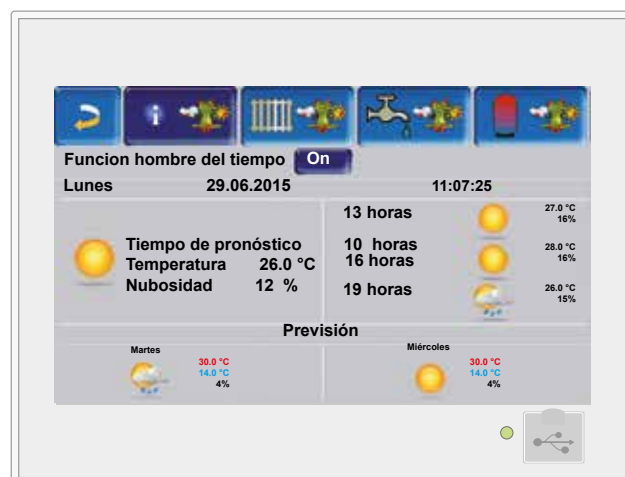 i
Funcion hombre del tiempo On
Lunes 29.06.2015 11:07:25
Tiempo de pronóstico
Temperatura 26.0 °C
Nubosidad 12 %
13 horas 27.0 °C
16%
10 horas 28.0 °C
16 horas 16%
19 horas 26.0 °C
15%
Previsión
Martes
30.0 °C
14.0 °C
4%
Miércoles
30.0 °C
14.0 °C
4%